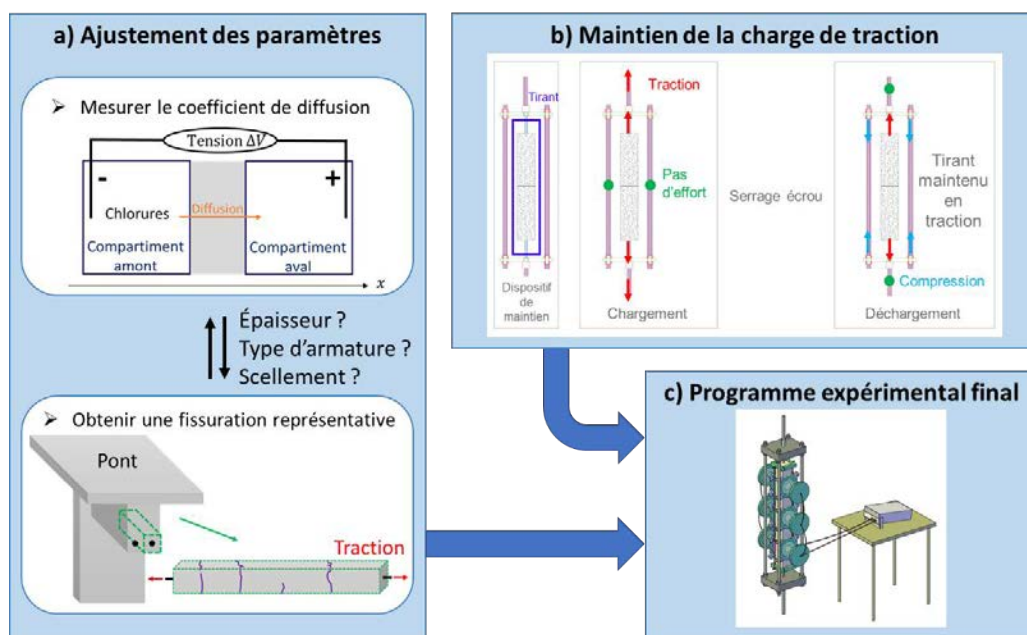 a) Ajustement des paramètres
➢ Mesurer le coefficient de diffusion
Tension ΔV
-
+
Chlorures
Diffusion
Compartiment
amont
Compartiment
aval
x
Épaisseur ?
Type d'armature ?
Scellement ?
➢ Obtenir une fissuration représentative
Pont
Traction
b) Maintien de la charge de traction
Tirant
Dispositif
de
maintien
Traction
Pas
d'effort
Chargement
Serrage écrou
Tirant
maintenu
en
traction
Compression
Déchargement
c) Programme expérimental final